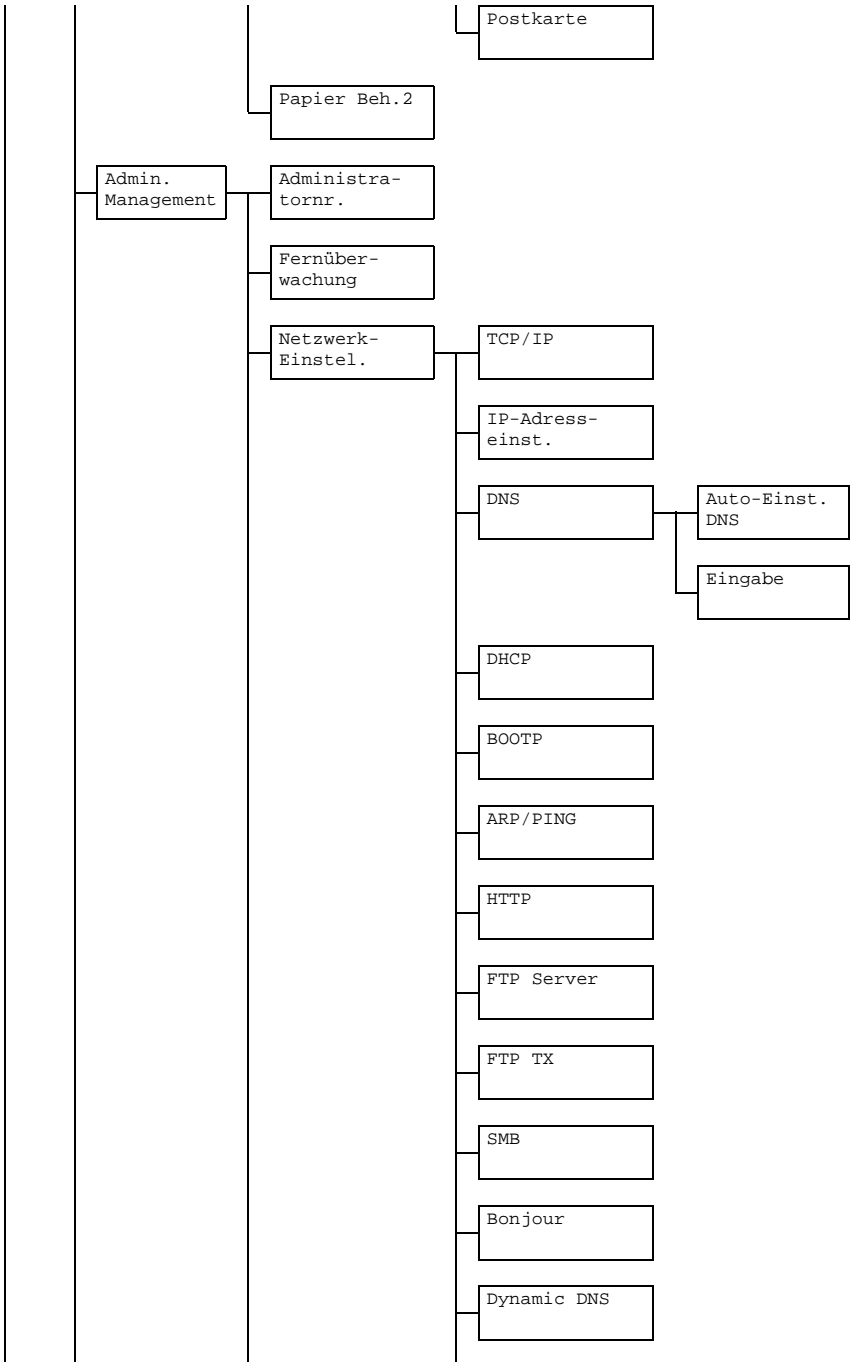 Postkarte
Papier Beh.2
Admin.
Management
Administra-
tornr.
Fernüber-
wachung
Netzwerk-
Einstel.
TCP/IP
IP-Adress-
einst.
DNS
Auto-Einst.
DNS
Eingabe
DHCP
BOOTP
ARP/PING
HTTP
FTP Server
FTP TX
SMB
Bonjour
Dynamic DNS